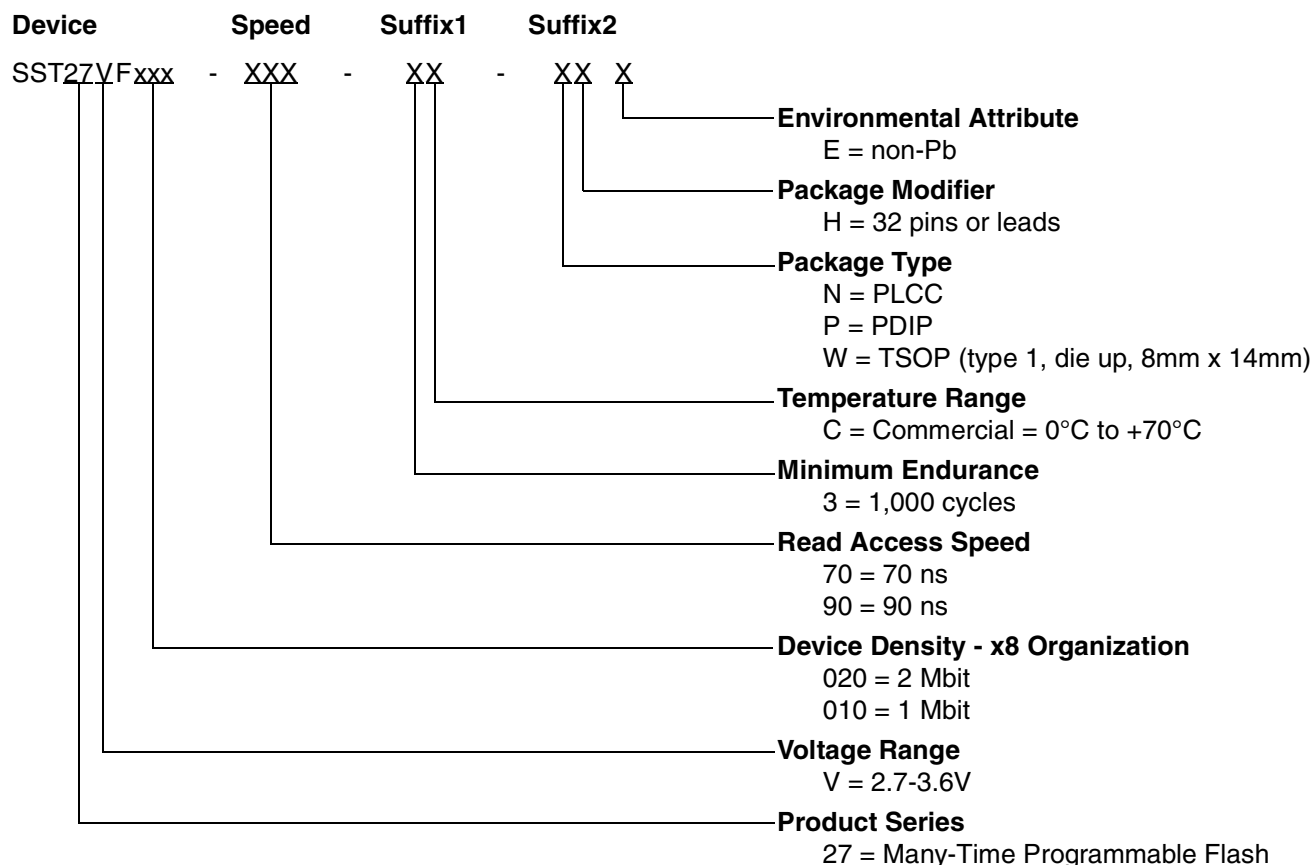 Device Speed Suffix1 Suffix2
SST27VFxxx - XXX - XX - XX X
Environmental Attribute
E = non-Pb
Package Modifier
H = 32 pins or leads
Package Type
N = PLCC
P = PDIP
W = TSOP (type 1, die up, 8mm x 14mm)
Temperature Range
C = Commercial = 0°C to +70°C
Minimum Endurance
3 = 1,000 cycles
Read Access Speed
70 = 70 ns
90 = 90 ns
Device Density - x8 Organization
020 = 2 Mbit
010 = 1 Mbit
Voltage Range
V = 2.7-3.6V
Product Series
27 = Many-Time Programmable Flash